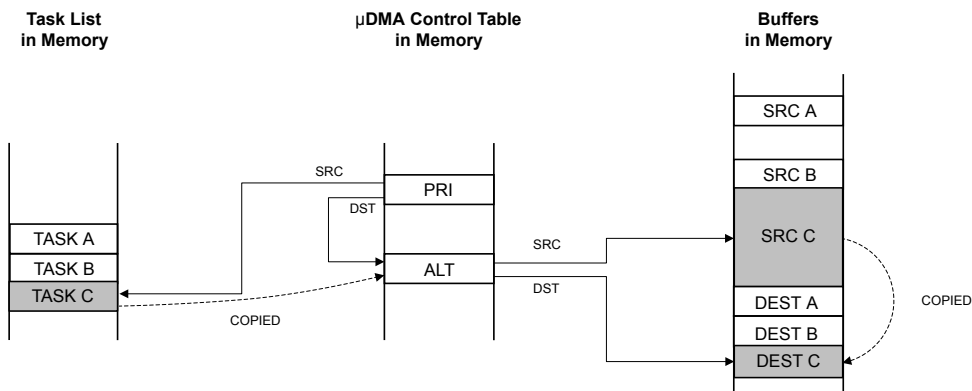 Task List
in Memory
µDMA Control Table
in Memory
Buffers
in Memory
SRC A
SRC B
SRC
PRI
DST
TASK A
SRC C
TASK B
SRC
ALT
TASK C
DST
DEST A
COPIED
COPIED
DEST B
DEST C